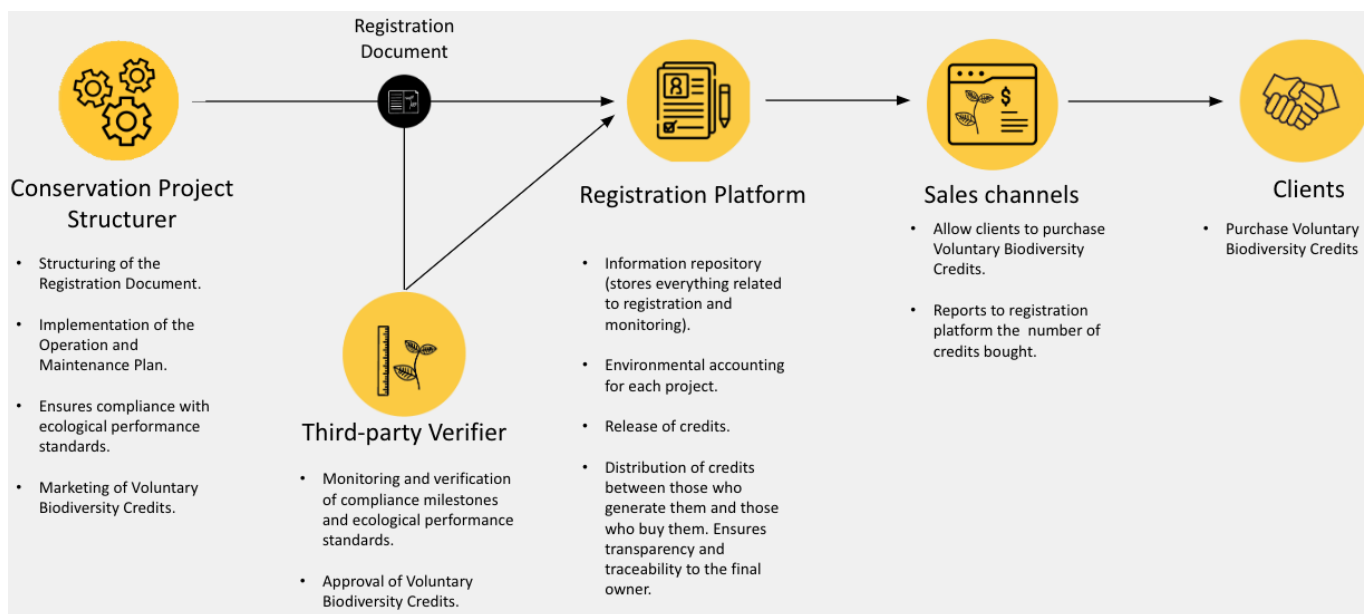 Registration
Document
Conservation Project
Structurer
• Structuring of the
Registration Document.
• Implementation of the
Operation and
Maintenance Plan.
• Ensures compliance with
ecological performance
standards.
• Marketing of Voluntary
Biodiversity Credits.
Third-party Verifier
• Monitoring and verification
of compliance milestones
and ecological performance
standards.
• Approval of Voluntary
Biodiversity Credits.
Registration Platform
• Information repository
(stores everything related
to registration and
monitoring).
• Environmental accounting
for each project.
• Release of credits.
• Distribution of credits
between those who
generate them and those
who buy them. Ensures
transparency and
traceability to the final
owner.
$
Sales channels
• Allow clients to purchase
Voluntary Biodiversity
Credits.
• Reports to registration
platform the number of
credits bought.
Clients
• Purchase Voluntary
Biodiversity Credits